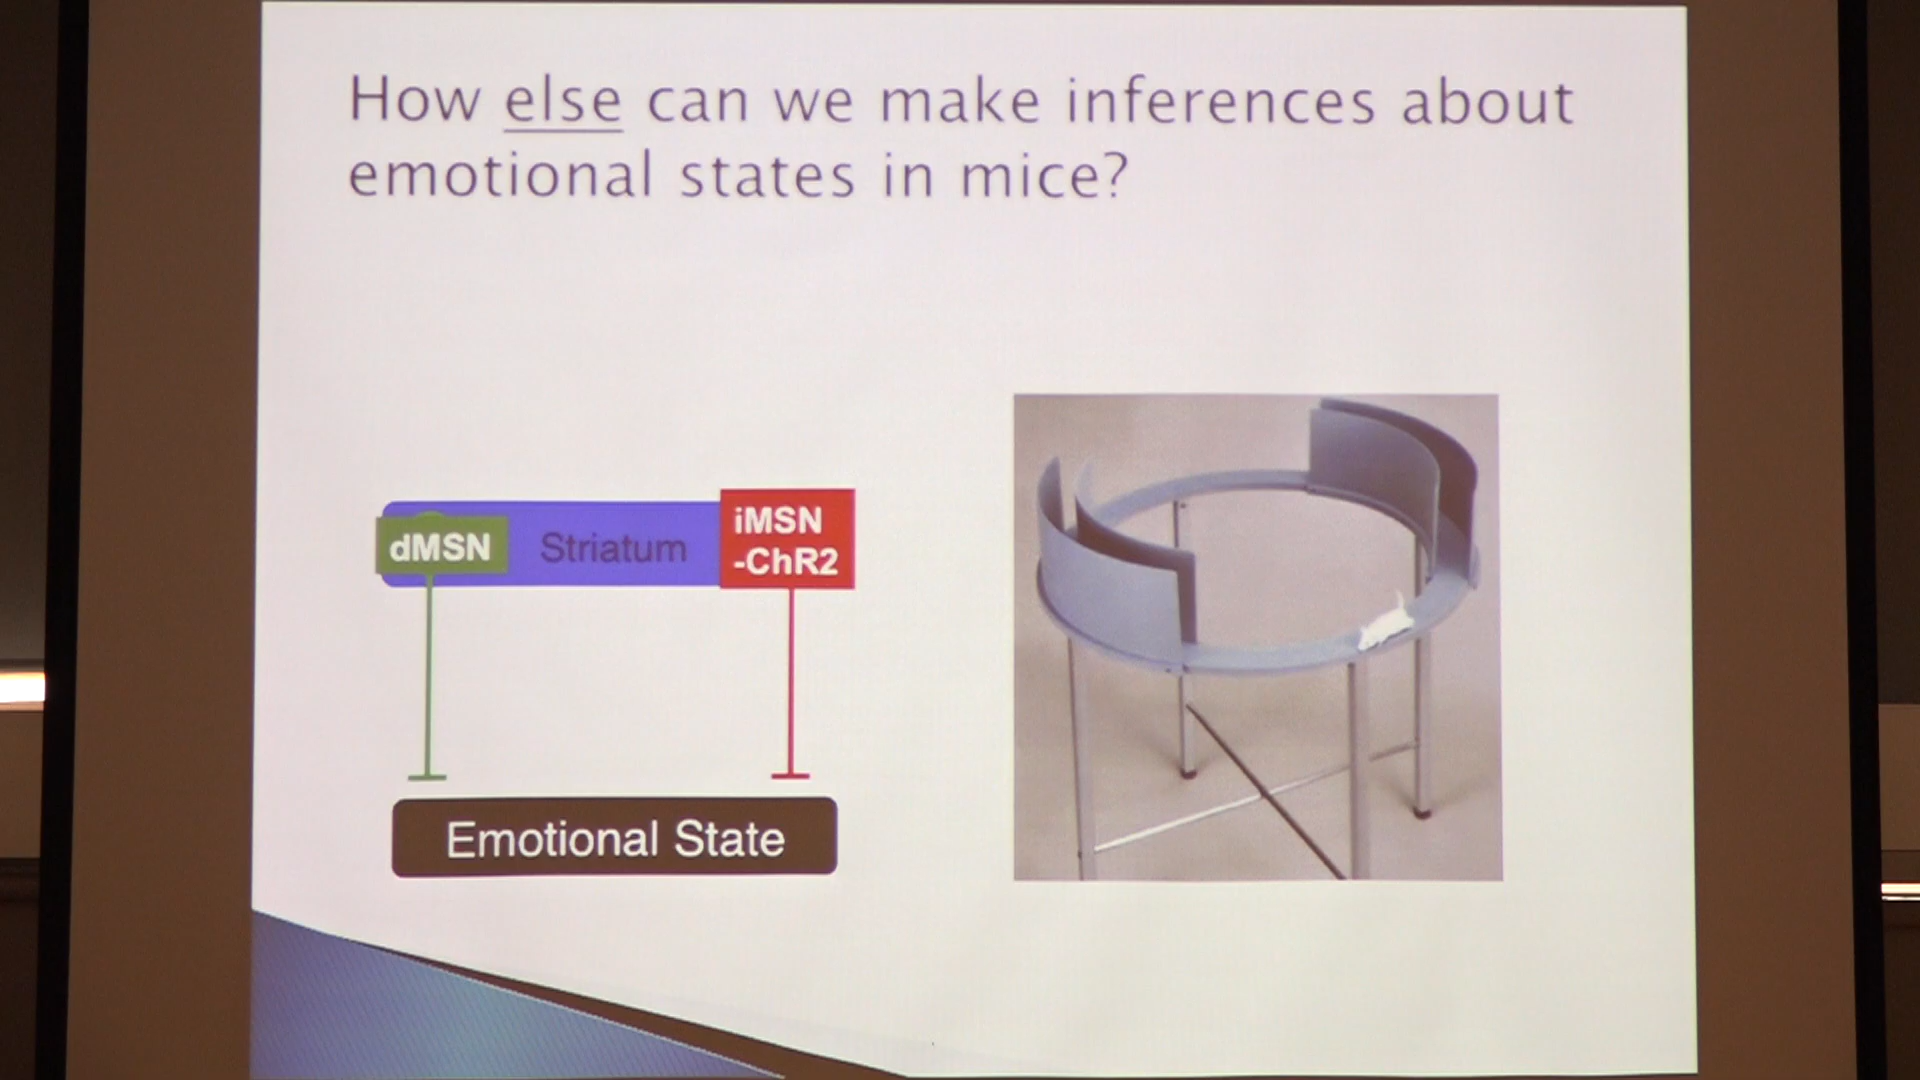 How else can we make inferences about
emotional states in mice?
dMSN
Striatum
iMSN
-ChR2
Emotional State